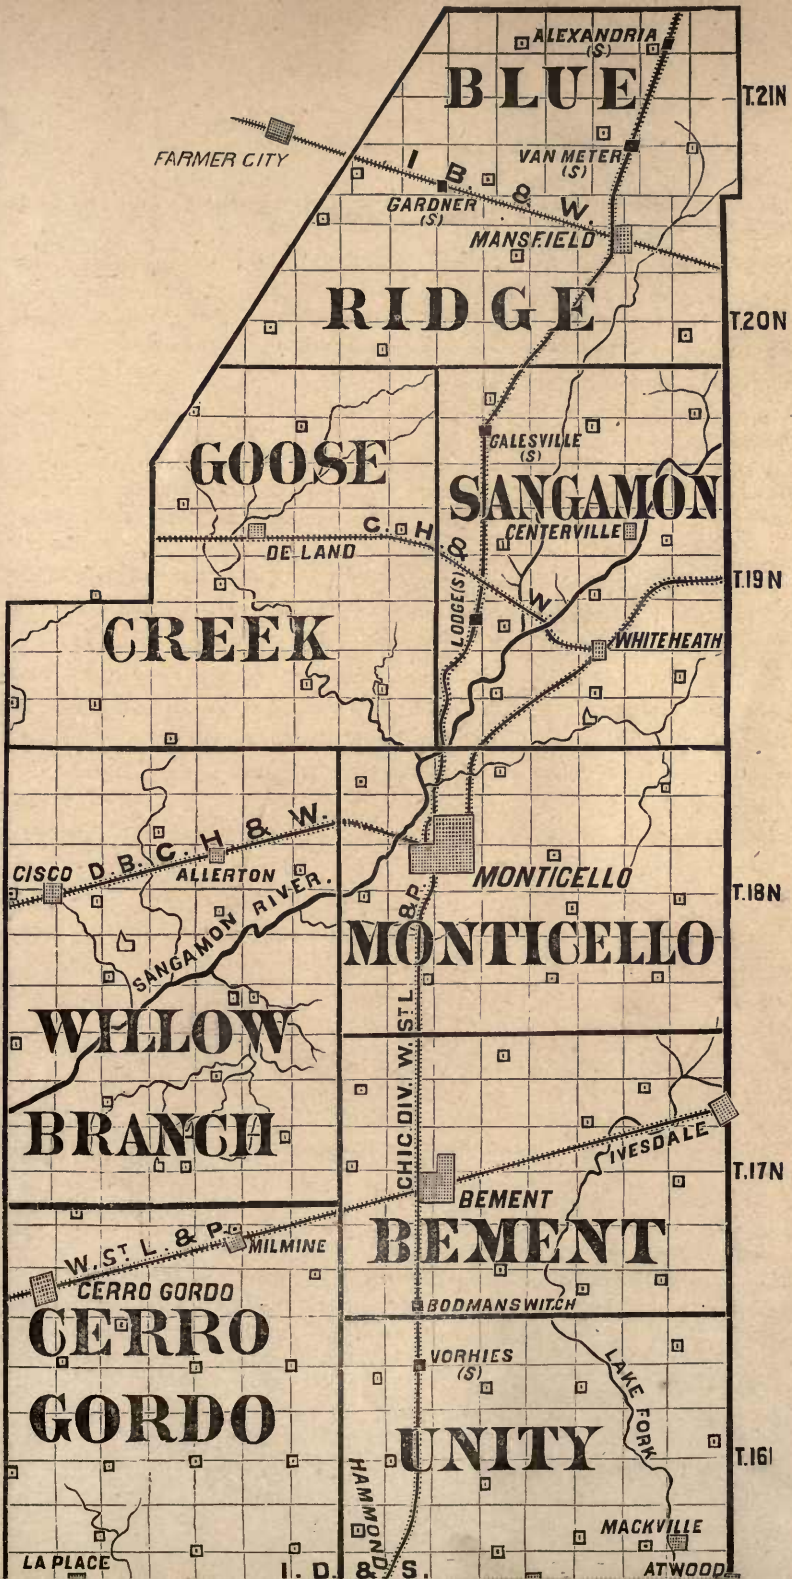 ALEXANDRIA
(S)
BLUE
T.21N
FARMER CITY
I. B. & W.
VAN METER
(S)
GARDNER
(S)
MANSFIELD
RIDGE
T.20N
GALESVILLE
(S)
GOOSE
SANGAMON
C. H. & W
CENTERVILLE
DE LAND
LODGE(S)
T.19N
CREEK
WHITEHEATH
D. B. C. H & W.
CISCO
ALLERTON
MONTICELLO
T.18N
SANGAMON RIVER.
MONTICELLO
CHIC DIV. W. ST L & P.
WILLOW
BRANCH
IVESDALE
T.17N
BEMENT
BEMENT
W. ST L. & P.
MILMINE
CERRO GORDO
BODMANSWITCH
CERRO
GORDO
VORHIES
(S)
LAKE FORK
UNITY
T.16
HAMMOND
MACKVILLE
LA PLACE
I. D. & S.
ATWOOD